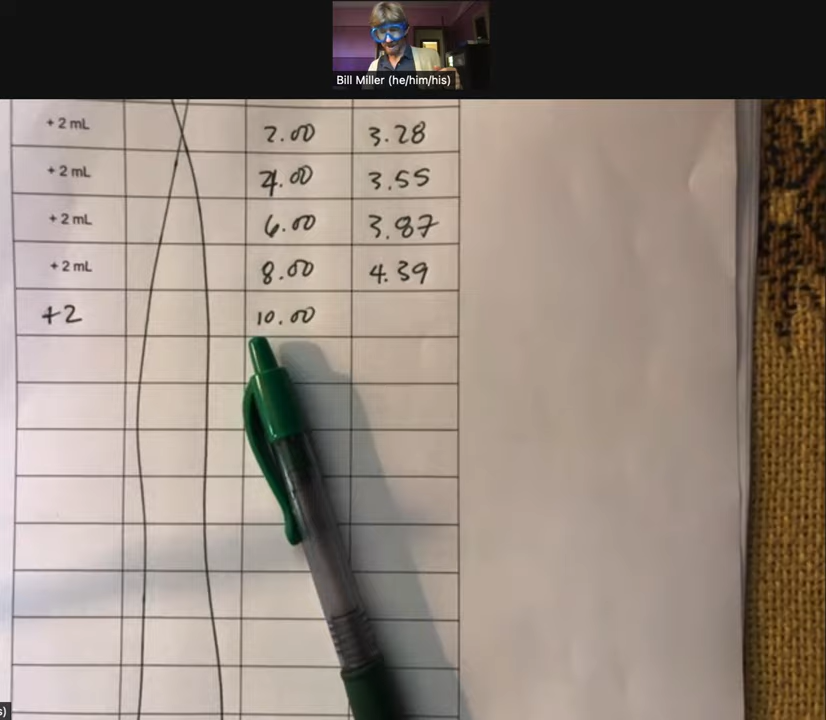 Bill Miller (he/him/his)
+ 2 mL 2.00 3.28
+ 2 mL 4.00 3.55
+ 2 mL 6.00 3.87
+ 2 mL 8.00 4.39
+2 10.00
s)